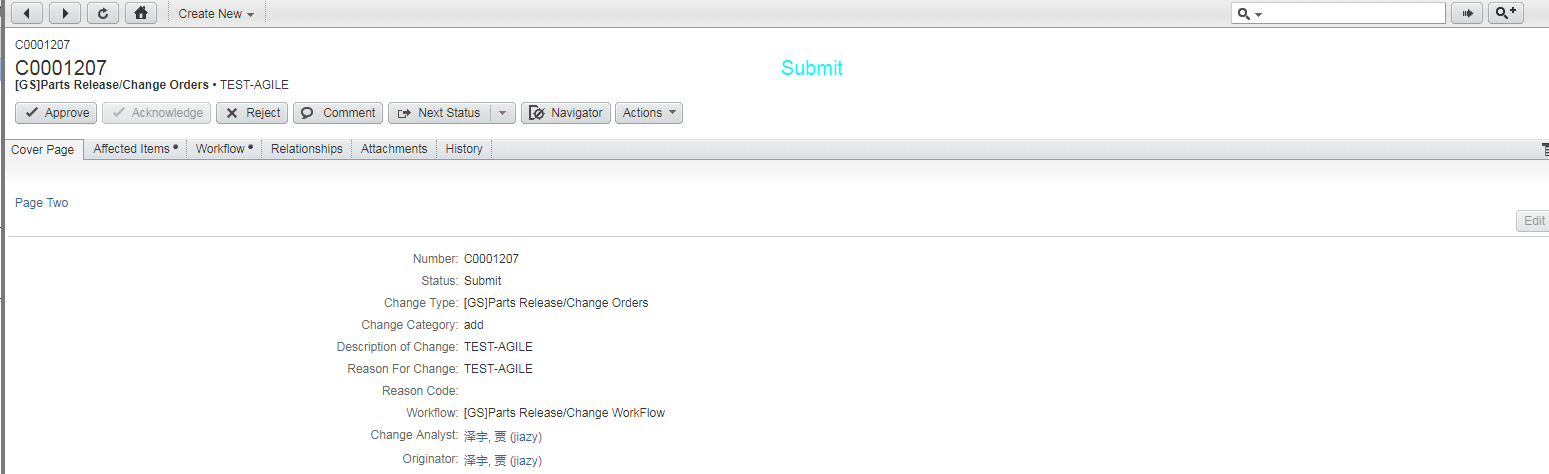 Create New
C0001207
C0001207
Submit
[GS]Parts Release/Change Orders • TEST-AGILE
Approve Acknowledge Reject Comment Next Status Navigator Actions
Cover Page Affected Items • Workflow • Relationships Attachments History
Page Two
Edit
Number: C0001207
Status: Submit
Change Type: [GS]Parts Release/Change Orders
Change Category: add
Description of Change: TEST-AGILE
Reason For Change: TEST-AGILE
Reason Code:
Workflow: [GS]Parts Release/Change WorkFlow
Change Analyst: 泽宇, 贾 (jiazy)
Originator: 泽宇, 贾 (jiazy)